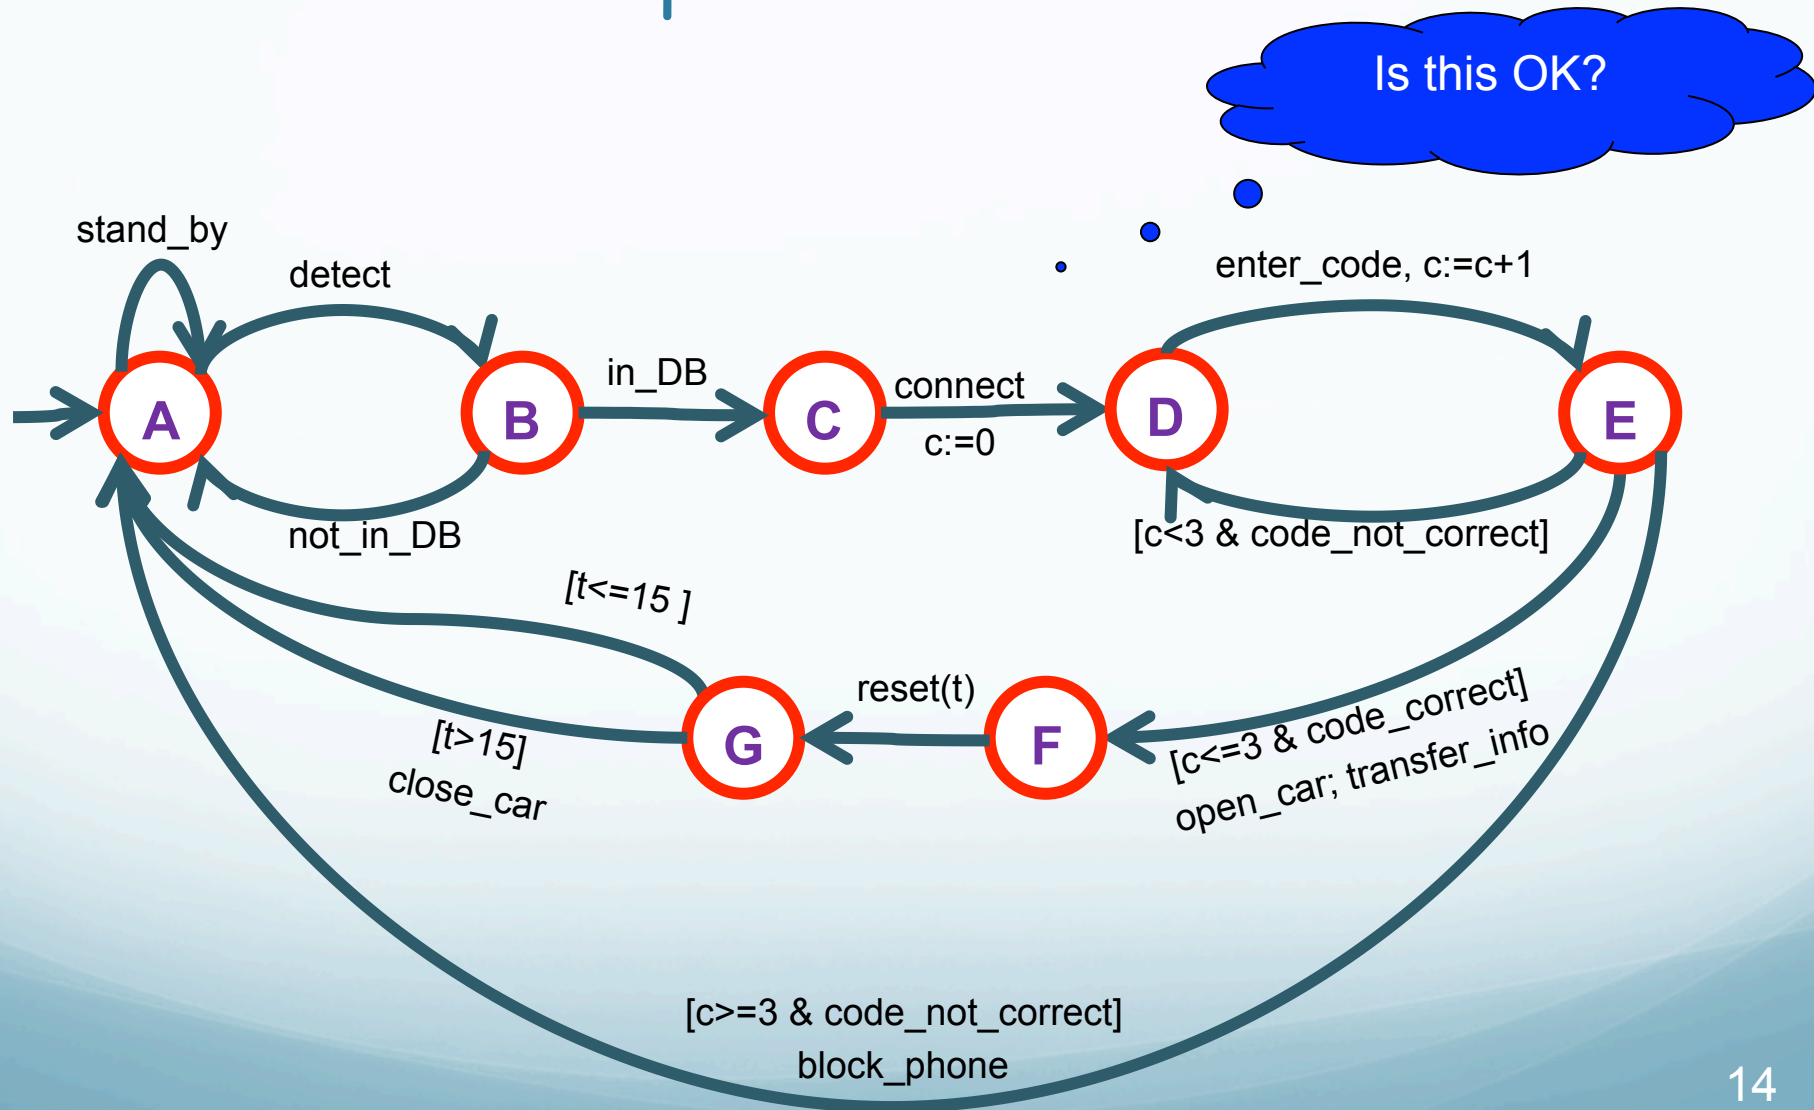 Is this OK?
stand_by
detect
enter_code, c:=c+1
in_DB
connect
c:=0
A
B
C
D
E
not_in_DB
[c<3 & code_not_correct]
[t<=15 ]
reset(t)
[t>15]
close_car
G
F
[c<=3 & code_correct]
open_car; transfer_info
[c>=3 & code_not_correct]
block_phone
14